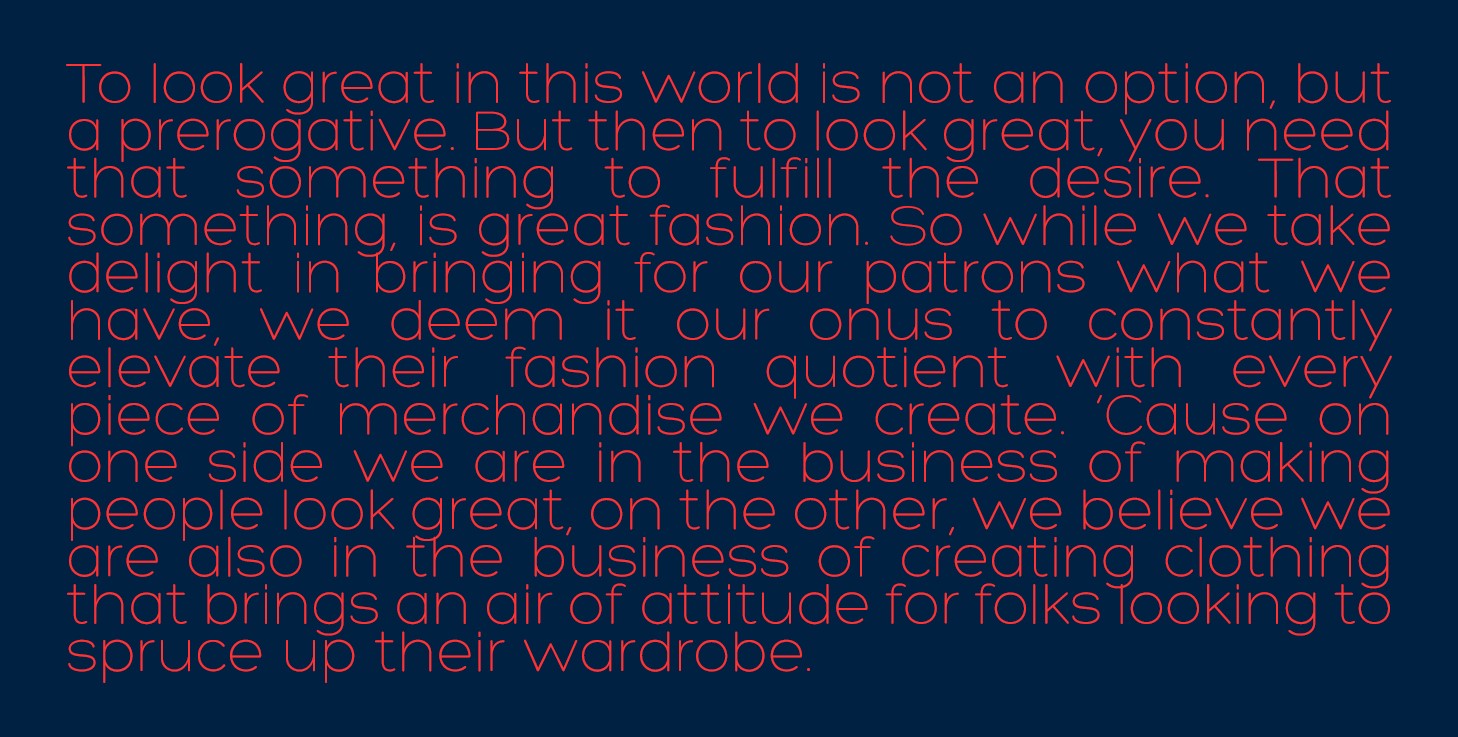 To look great in this world is not an option, but
a prerogative. But then to look great, you need
that something to fulfill the desire. That
something, is great fashion. So while we take
delight in bringing for our patrons what we
have, we deem it our onus to constantly
elevate their fashion quotient with every
piece of merchandise we create. ‘Cause on
one side we are in the business of making
people look great, on the other, we believe we
are also in the business of creating clothing
that brings an air of attitude for folks looking to
spruce up their wardrobe.